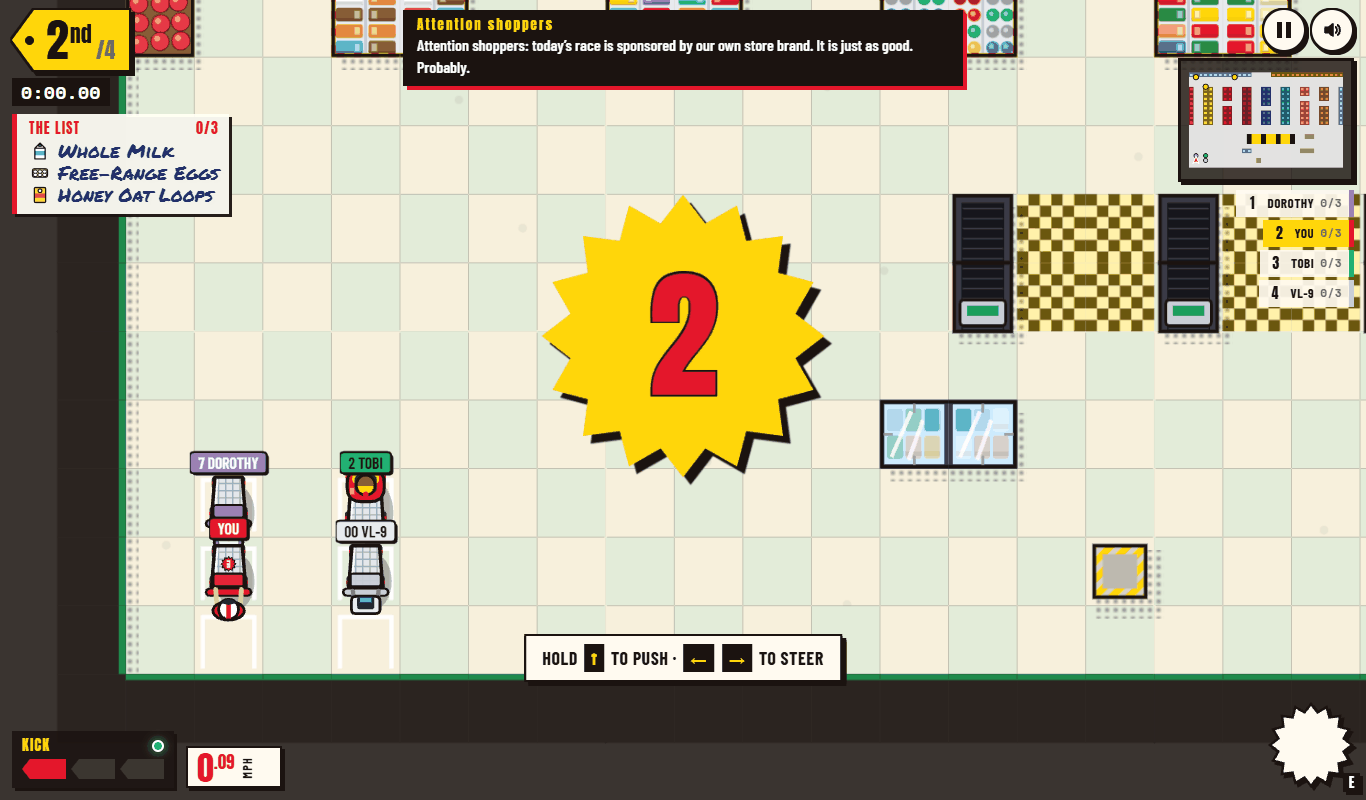 2nd /4
0:00.00
THE LIST 0/3
Whole Milk
Free-Range Eggs
Honey Oat Loops
Attention shoppers
Attention shoppers: today's race is sponsored by our own store brand. It is just as good.
Probably.
1 DOROTHY 0/3
2 YOU 0/3
3 TOBI 0/3
4 VL-9 0/3
2
7 DOROTHY
2 TOBI
YOU
00 VL-9
HOLD ↑ TO PUSH · ← → TO STEER
KICK
0.09 MPH
E